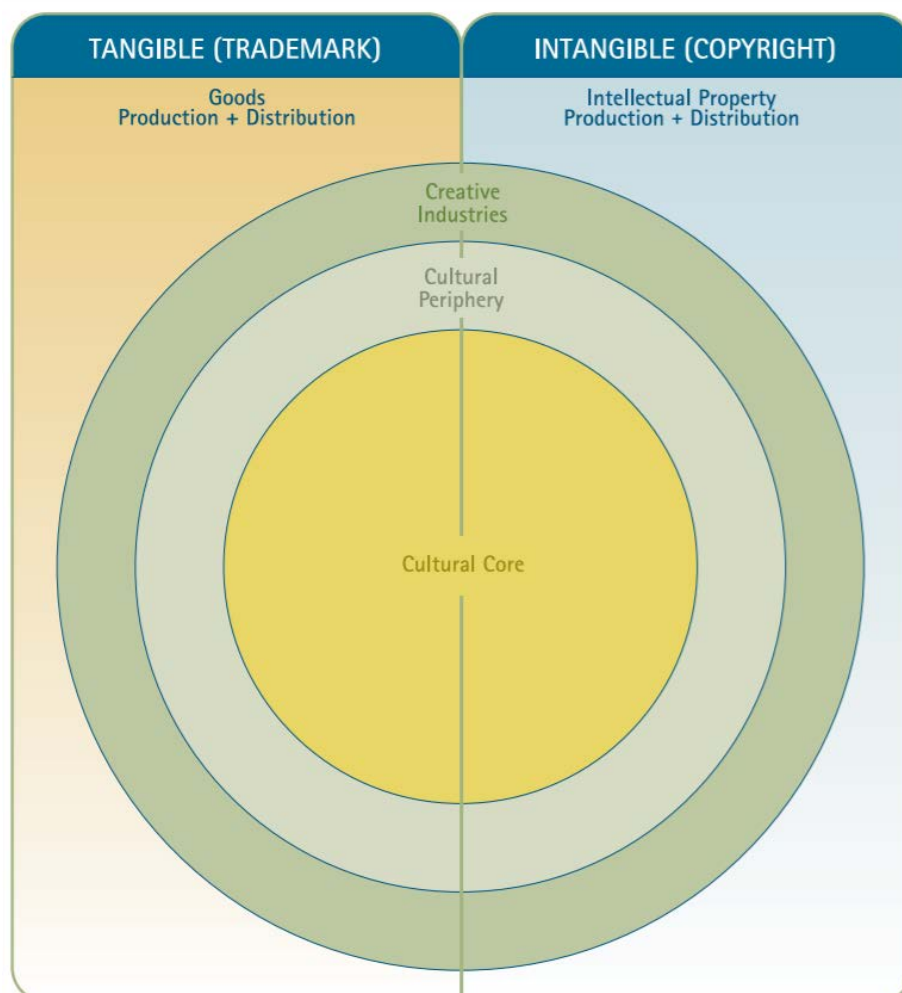 TANGIBLE (TRADEMARK)
INTANGIBLE (COPYRIGHT)
Goods
Production + Distribution
Intellectual Property
Production + Distribution
Creative
Industries
Cultural
Periphery
Cultural Core